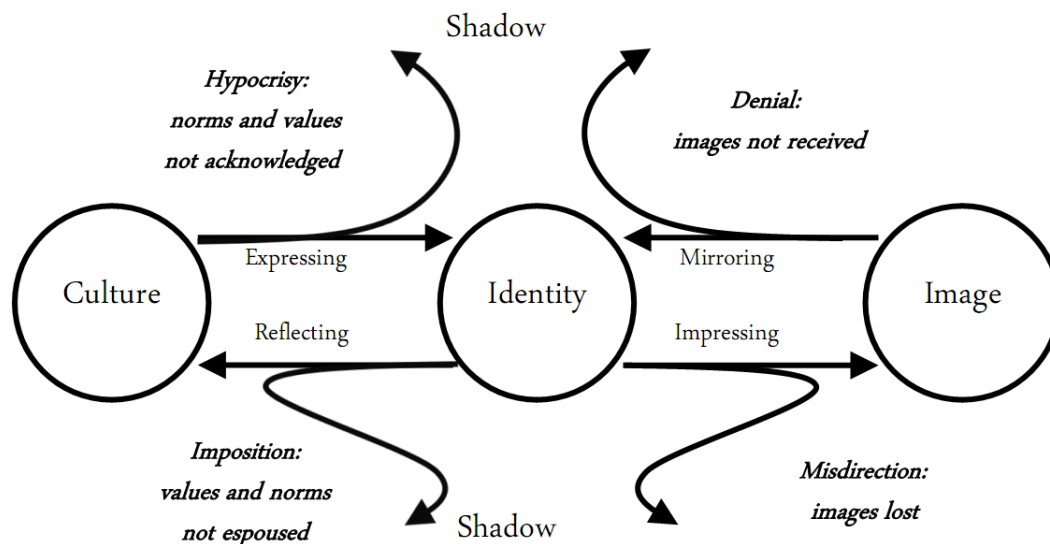 Shadow
Hypocrisy:
norms and values
not acknowledged
Denial:
images not received
Expressing
Mirroring
Culture
Identity
Image
Reflecting
Impressing
Imposition:
values and norms
not espoused
Misdirection:
images lost
Shadow